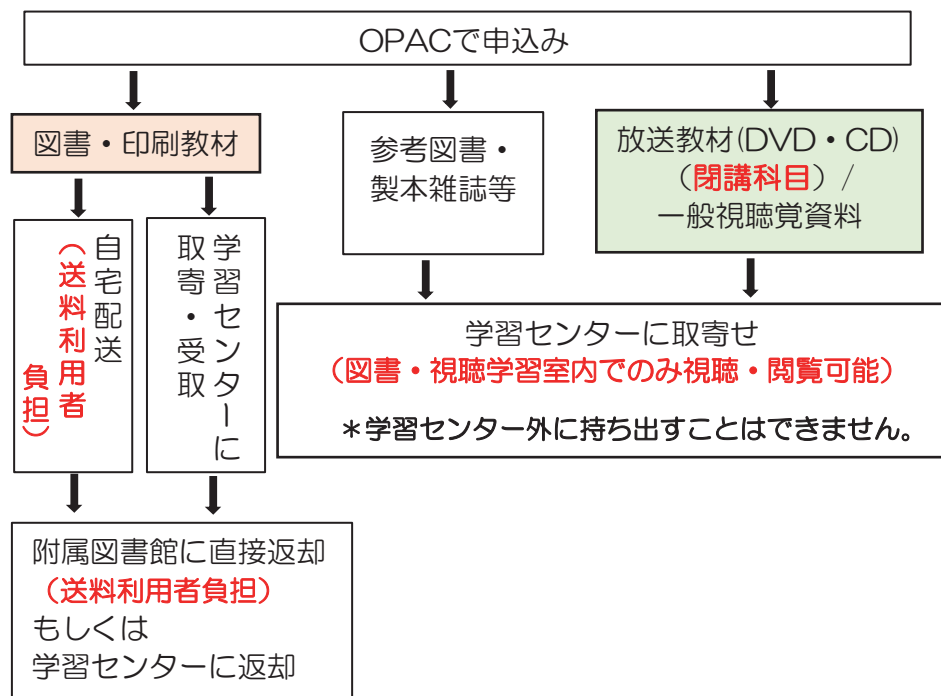 OPACで申込み
図書・印刷教材
参考図書・
製本雑誌等
放送教材(DVD・CD)
（閉講科目）/
一般視聴覚資料
自宅配送
（送料利用者
負担）
学習センターに
取寄・受取
学習センターに取寄せ
（図書・視聴学習室内でのみ視聴・閲覧可能）
＊学習センター外に持ち出すことはできません。
附属図書館に直接返却
（送料利用者負担）
もしくは
学習センターに返却